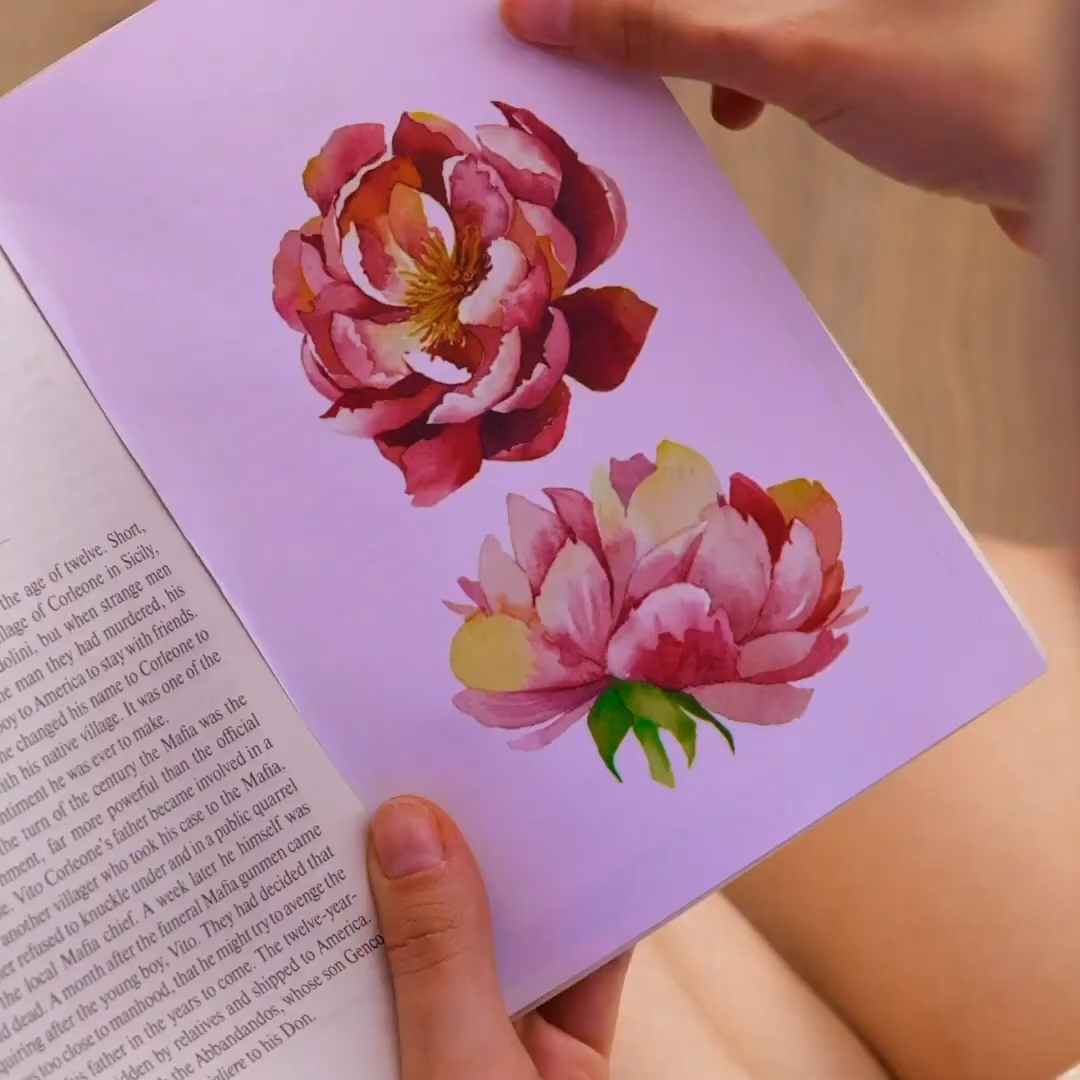 the age of twelve. Short,
llage of Corleone in Sicily,
dolini, but when strange men
he man they had murdered, his
boy to America to stay with friends.
he changed his name to Corleone to
ith his native village. It was one of the
ntiment he was ever to make.
the turn of the century the Mafia was the
nment, far more powerful than the official
e. Vito Corleone's father became involved in a
another villager who took his case to the Mafia.
her refused to knuckle under and in a public quarrel
the local Mafia chief. A week later he himself was
d dead. A month after the funeral Mafia gunmen came
quiring after the young boy, Vito. They had decided that
s too close to manhood, that he might try to avenge the
his father in the years to come. The twelve-year-
idden by relatives and shipped to America.
h the Abbandandos, whose son Genco
igliere to his Don.